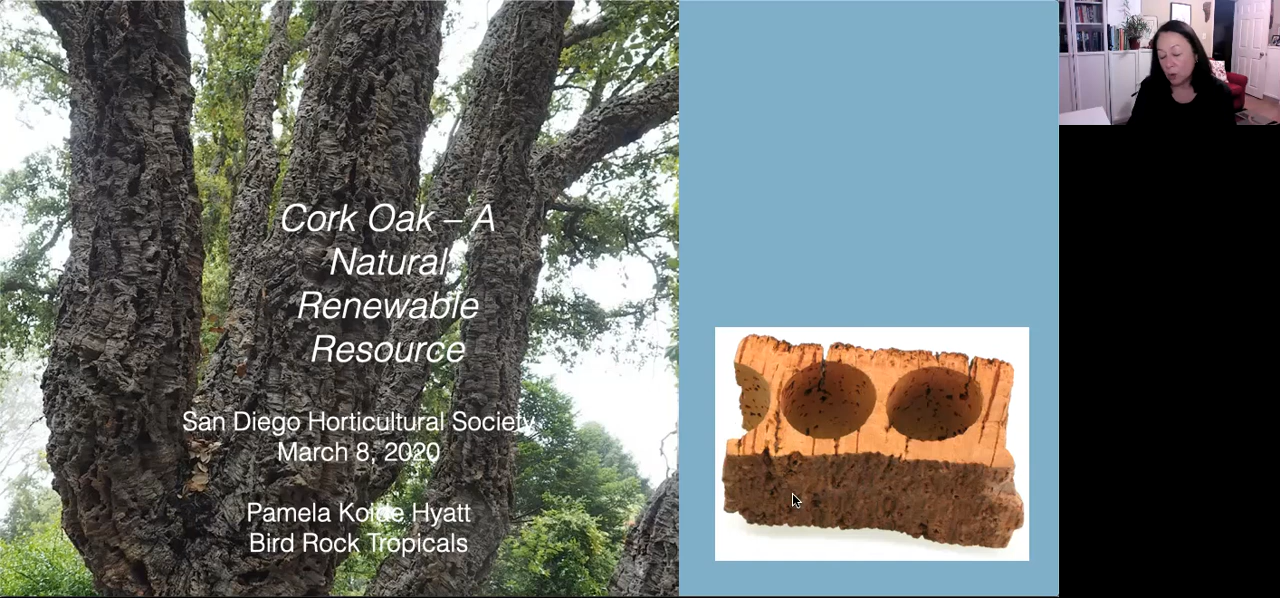 Cork Oak – A
Natural
Renewable
Resource
San Diego Horticultural Society
March 8, 2020
Pamela Koide Hyatt
Bird Rock Tropicals